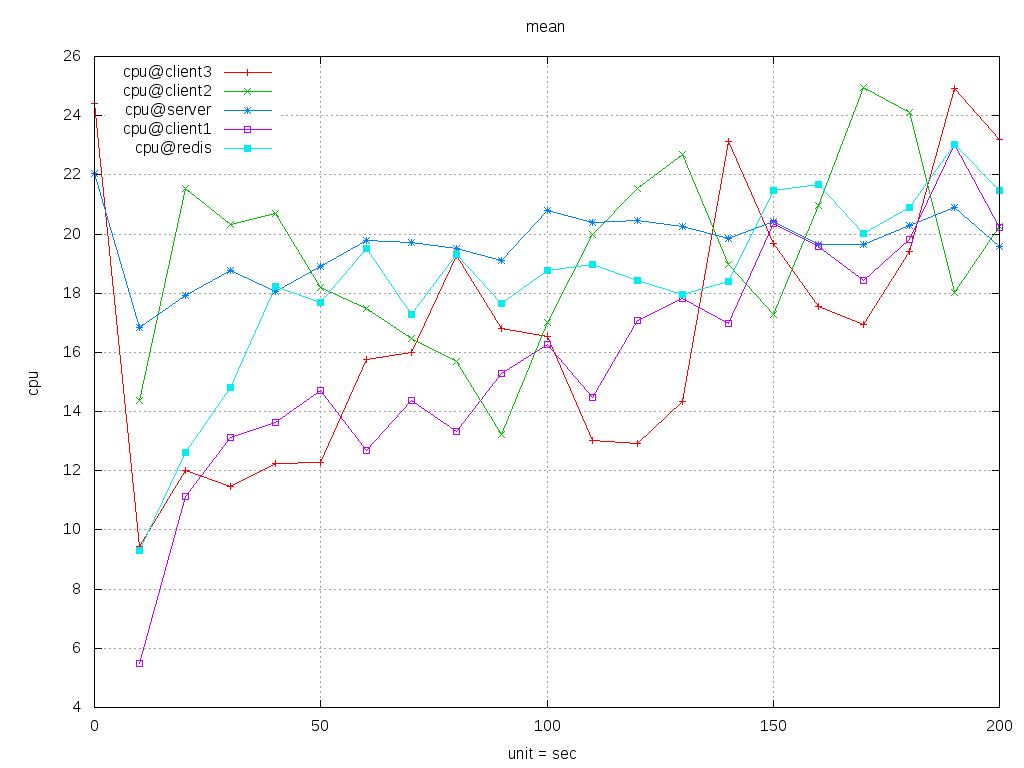 mean
26
24
22
20
18
16
14
12
10
8
6
4
cpu
cpu@client3
cpu@client2
cpu@server
cpu@client1
cpu@redis
0 50 100 150 200
unit = sec